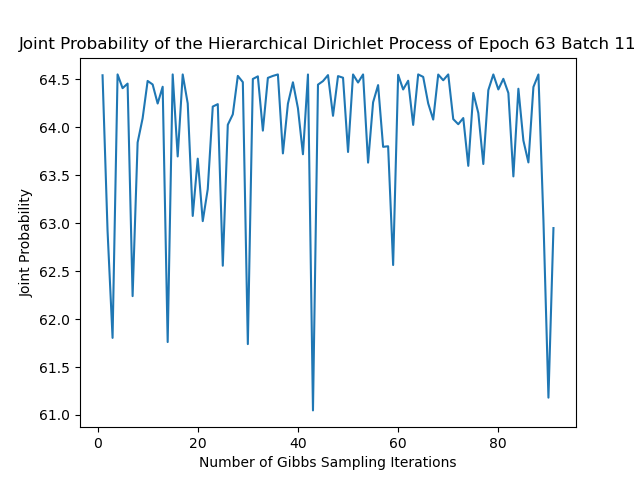 Joint Probability of the Hierarchical Dirichlet Process of Epoch 63 Batch 11
64.5
64.0
63.5
63.0
62.5
62.0
61.5
61.0
Joint Probability
0 20 40 60 80
Number of Gibbs Sampling Iterations